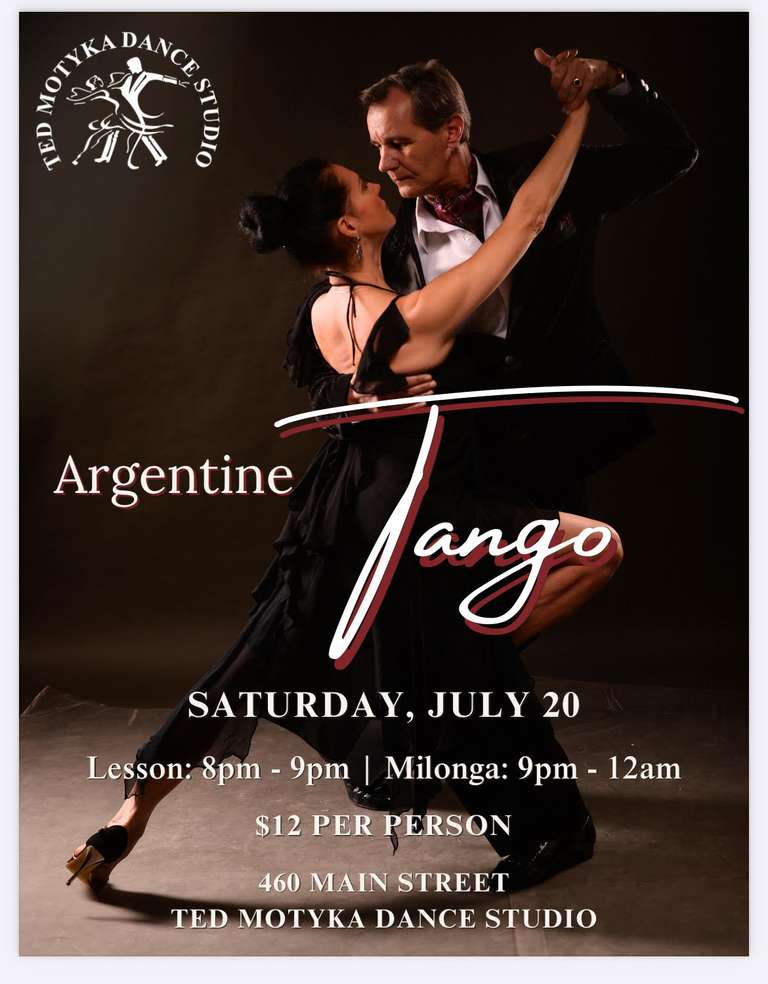 TED MOTYKA DANCE STUDIO
Argentine
Tango
SATURDAY, JULY 20
Lesson: 8pm - 9pm | Milonga: 9pm - 12am
$12 PER PERSON
460 MAIN STREET
TED MOTYKA DANCE STUDIO